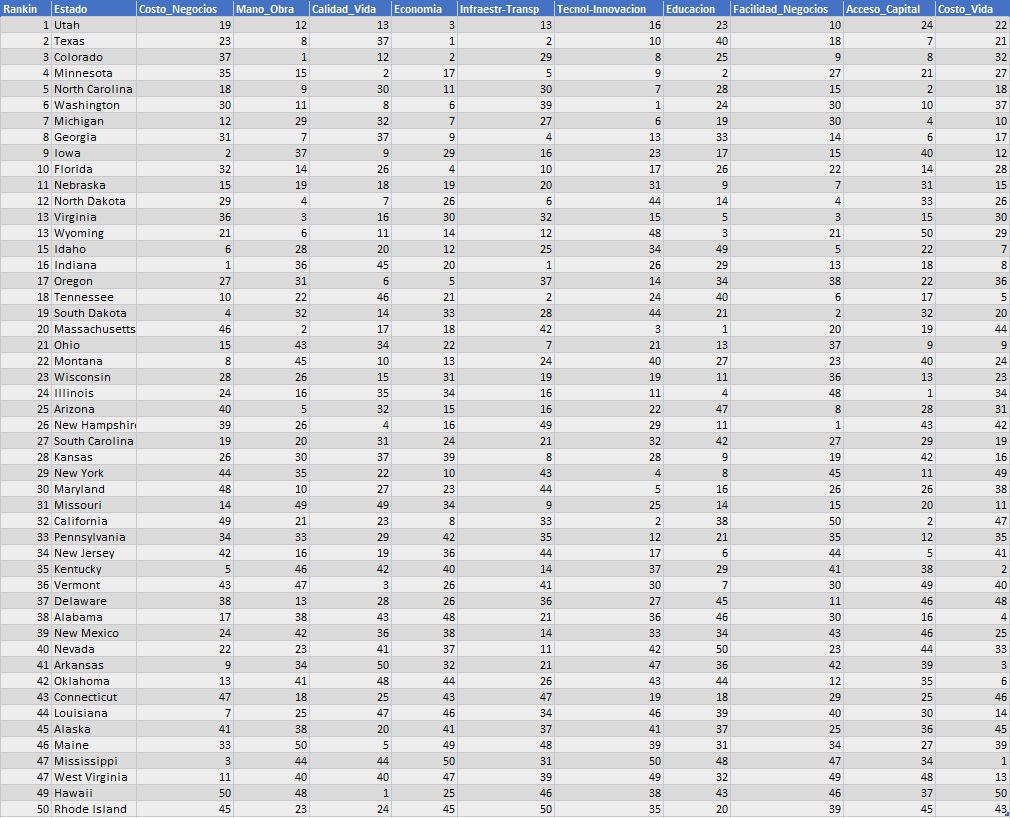 Rankin Estado Costo_Negocios Mano_Obra Calidad_Vida Economia Infraestr-Transp Tecnol-Innovacion Educacion Facilidad_Negocios Acceso_Capital Costo_Vida
1 Utah 19 12 13 3 13 16 23 10 24 22
2 Texas 23 8 37 1 2 10 40 18 7 21
3 Colorado 37 1 12 2 29 8 25 9 8 32
4 Minnesota 35 15 2 17 5 9 2 27 21 27
5 North Carolina 18 9 30 11 30 7 28 15 2 18
6 Washington 30 11 8 6 39 1 24 30 10 37
7 Michigan 12 29 32 7 27 6 19 30 4 10
8 Georgia 31 7 37 9 4 13 33 14 6 17
9 Iowa 2 37 9 29 16 23 17 15 40 12
10 Florida 32 14 26 4 10 17 26 22 14 28
11 Nebraska 15 19 18 19 20 31 9 7 31 15
12 North Dakota 29 4 7 26 6 44 14 4 33 26
13 Virginia 36 3 16 30 32 15 5 3 15 30
13 Wyoming 21 6 11 14 12 48 3 21 50 29
15 Idaho 6 28 20 12 25 34 49 5 22 7
16 Indiana 1 36 45 20 1 26 29 13 18 8
17 Oregon 27 31 6 5 37 14 34 38 22 36
18 Tennessee 10 22 46 21 2 24 40 6 17 5
19 South Dakota 4 32 14 33 28 44 21 2 32 20
20 Massachusetts 46 2 17 18 42 3 1 20 19 44
21 Ohio 15 43 34 22 7 21 13 37 9 9
22 Montana 8 45 10 13 24 40 27 23 40 24
23 Wisconsin 28 26 15 31 19 19 11 36 13 23
24 Illinois 24 16 35 34 16 11 4 48 1 34
25 Arizona 40 5 32 15 16 22 47 8 28 31
26 New Hampshir 39 26 4 16 49 29 11 1 43 42
27 South Carolina 19 20 31 24 21 32 42 27 29 19
28 Kansas 26 30 37 39 8 28 9 19 42 16
29 New York 44 35 22 10 43 4 8 45 11 49
30 Maryland 48 10 27 23 44 5 16 26 26 38
31 Missouri 14 49 49 34 9 25 14 15 20 11
32 California 49 21 23 8 33 2 38 50 2 47
33 Pennsylvania 34 33 29 42 35 12 21 35 12 35
34 New Jersey 42 16 19 36 44 17 6 44 5 41
35 Kentucky 5 46 42 40 14 37 29 41 38 2
36 Vermont 43 47 3 26 41 30 7 30 49 40
37 Delaware 38 13 28 26 36 27 45 11 46 48
38 Alabama 17 38 43 48 21 36 46 30 16 4
39 New Mexico 24 42 36 38 14 33 34 43 46 25
40 Nevada 22 23 41 37 11 42 50 23 44 33
41 Arkansas 9 34 50 32 21 47 36 42 39 3
42 Oklahoma 13 41 48 44 26 43 44 12 35 6
43 Connecticut 47 18 25 43 47 19 18 29 25 46
44 Louisiana 7 25 47 46 34 46 39 40 30 14
45 Alaska 41 38 20 41 37 41 37 25 36 45
46 Maine 33 50 5 49 48 39 31 34 27 39
47 Mississippi 3 44 44 50 31 50 48 47 34 1
47 West Virginia 11 40 40 47 39 49 32 49 48 13
49 Hawaii 50 48 1 25 46 38 43 46 37 50
50 Rhode Island 45 23 24 45 50 35 20 39 45 43